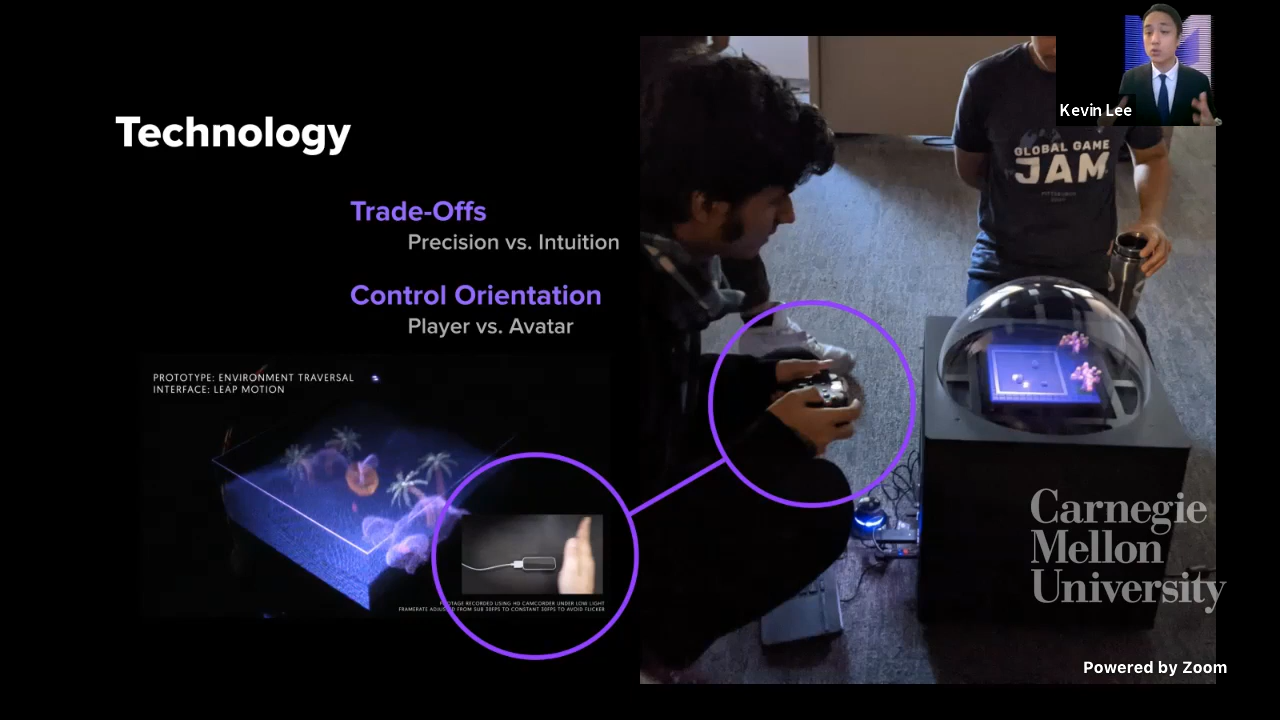 Technology
Trade-Offs
Precision vs. Intuition
Control Orientation
Player vs. Avatar
PROTOTYPE: ENVIRONMENT TRAVERSAL
INTERFACE: LEAP MOTION
FOOTAGE RECORDED USING HD CAMCORDER UNDER LOW LIGHT
FRAMERATE ADJUSTED FROM SUB 30FPS TO CONSTANT 30FPS TO AVOID FLICKER
Kevin Lee
GLOBAL GAME
JAM
PITTSBURGH
Carnegie
Mellon
University
Powered by Zoom